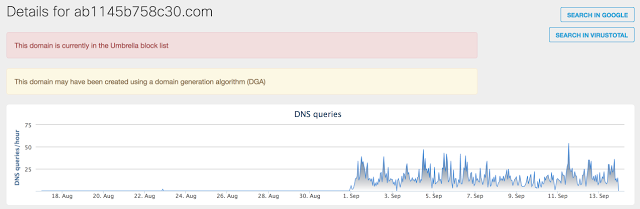 Details for ab1145b758c30.com
SEARCH IN GOOGLE
SEARCH IN VIRUSTOTAL
This domain is currently in the Umbrella block list
This domain may have been created using a domain generation algorithm (DGA)
DNS queries
DNS queries/hour
75
50
25
18. Aug 20. Aug 22. Aug 24. Aug 26. Aug 28. Aug 30. Aug 1. Sep 3. Sep 5. Sep 7. Sep 9. Sep 11. Sep 13. Sep